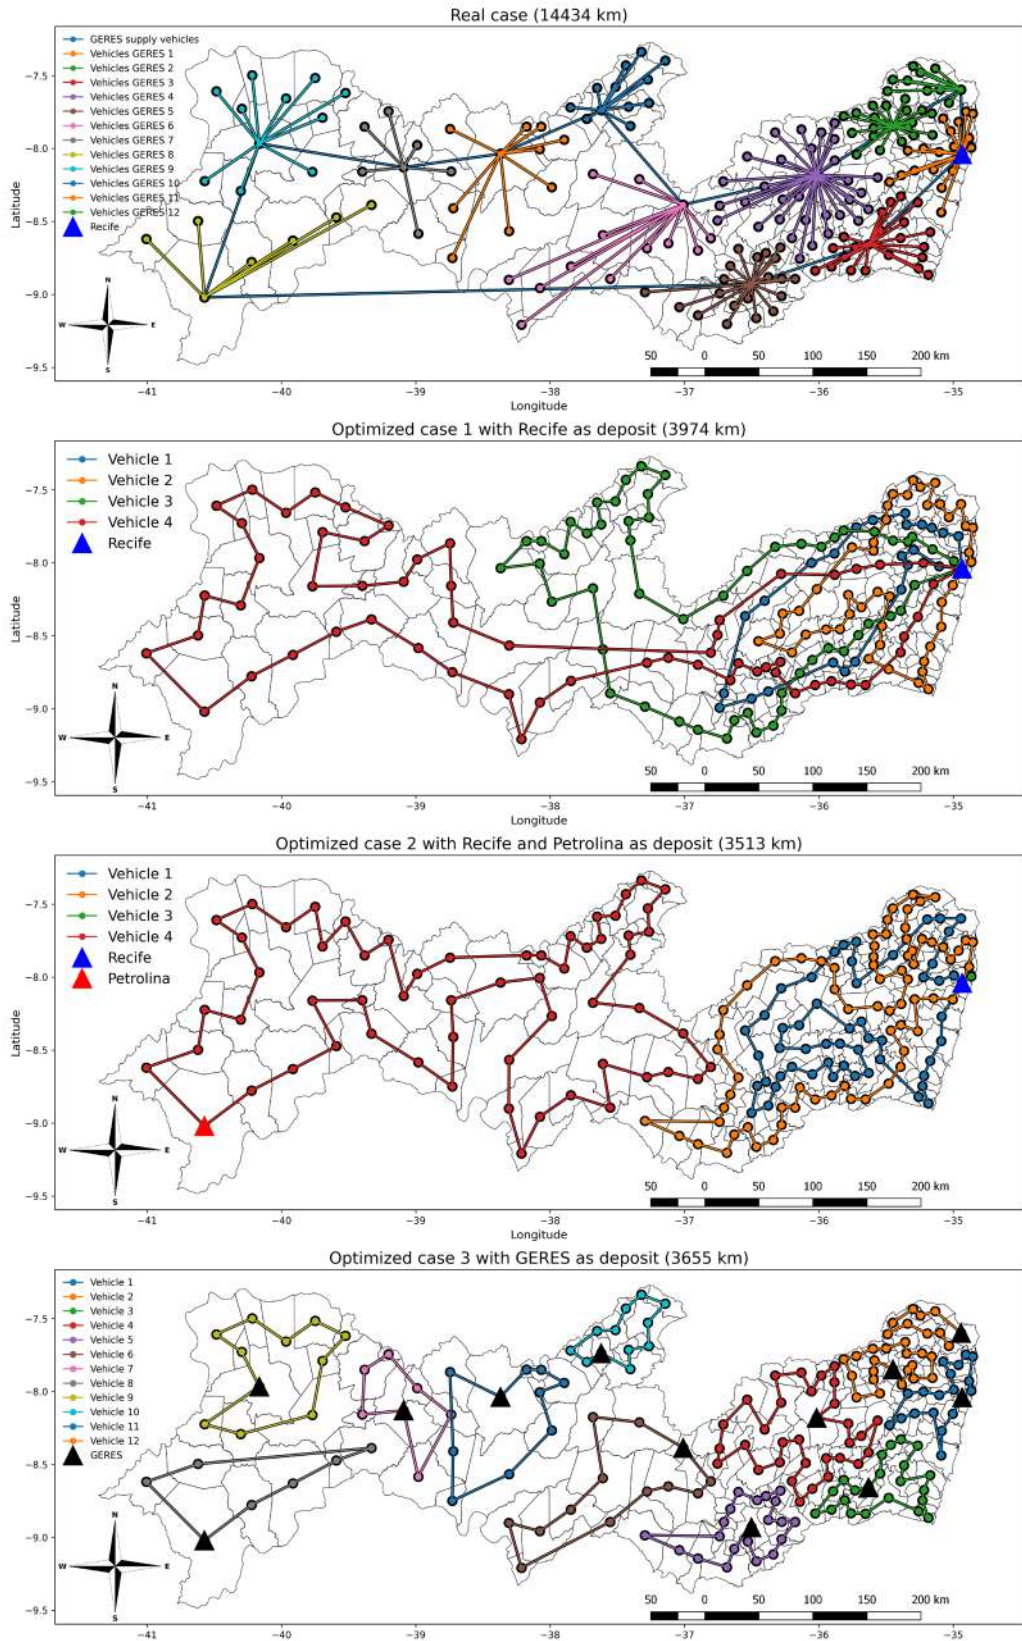 Real case (14434 km)
GERES supply vehicles
Vehicles GERES 1
Vehicles GERES 2
Vehicles GERES 3
Vehicles GERES 4
Vehicles GERES 5
Vehicles GERES 6
Vehicles GERES 7
Vehicles GERES 8
Vehicles GERES 9
Vehicles GERES 10
Vehicles GERES 11
Vehicles GERES 12
Recife
−7.5
−8.0
−8.5
−9.0
−9.5
Latitude
N
W E
S
50 0 50 100 150 200 km
−41 −40 −39 −38 −37 −36 −35
Longitude
Optimized case 1 with Recife as deposit (3974 km)
Vehicle 1
Vehicle 2
Vehicle 3
Vehicle 4
Recife
−7.5
−8.0
−8.5
−9.0
−9.5
Latitude
N
W E
S
50 0 50 100 150 200 km
−41 −40 −39 −38 −37 −36 −35
Longitude
Optimized case 2 with Recife and Petrolina as deposit (3513 km)
Vehicle 1
Vehicle 2
Vehicle 3
Vehicle 4
Recife
Petrolina
−7.5
−8.0
−8.5
−9.0
−9.5
Latitude
N
W E
S
50 0 50 100 150 200 km
−41 −40 −39 −38 −37 −36 −35
Longitude
Optimized case 3 with GERES as deposit (3655 km)
Vehicle 1
Vehicle 2
Vehicle 3
Vehicle 4
Vehicle 5
Vehicle 6
Vehicle 7
Vehicle 8
Vehicle 9
Vehicle 10
Vehicle 11
Vehicle 12
GERES
−7.5
−8.0
−8.5
−9.0
−9.5
Latitude
N
W E
S
50 0 50 100 150 200 km
−41 −40 −39 −38 −37 −36 −35
Longitude